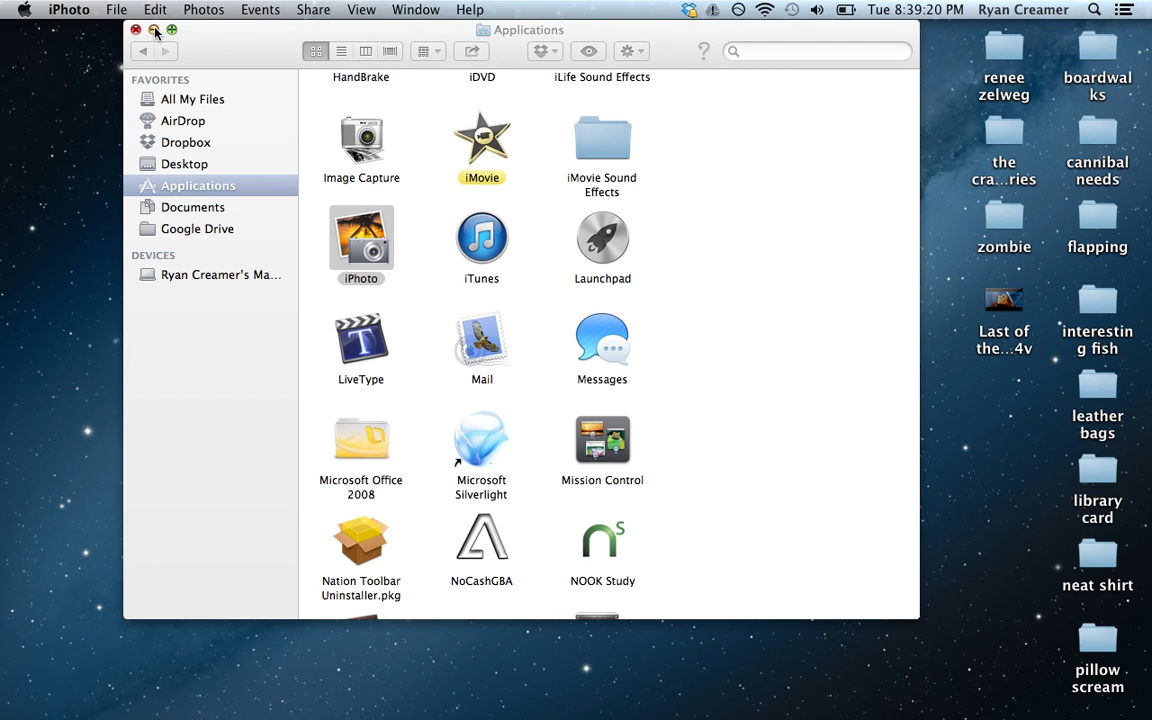 iPhoto File Edit Photos Events Share View Window Help Tue 8:39:20 PM Ryan Creamer
Applications
FAVORITES
All My Files
AirDrop
Dropbox
Desktop
Applications
Documents
Google Drive
DEVICES
Ryan Creamer's Ma...
HandBrake iDVD iLife Sound Effects
Image Capture iMovie iMovie Sound
Effects
iPhoto iTunes Launchpad
LiveType Mail Messages
Microsoft Office
2008
Microsoft
Silverlight
Mission Control
Nation Toolbar
Uninstaller.pkg
NoCashGBA
NOOK Study
renee
zelweg
boardwal
ks
the
cra...ries
cannibal
needs
zombie
flapping
Last of
the...4v
interestin
g fish
leather
bags
library
card
neat shirt
pillow
scream